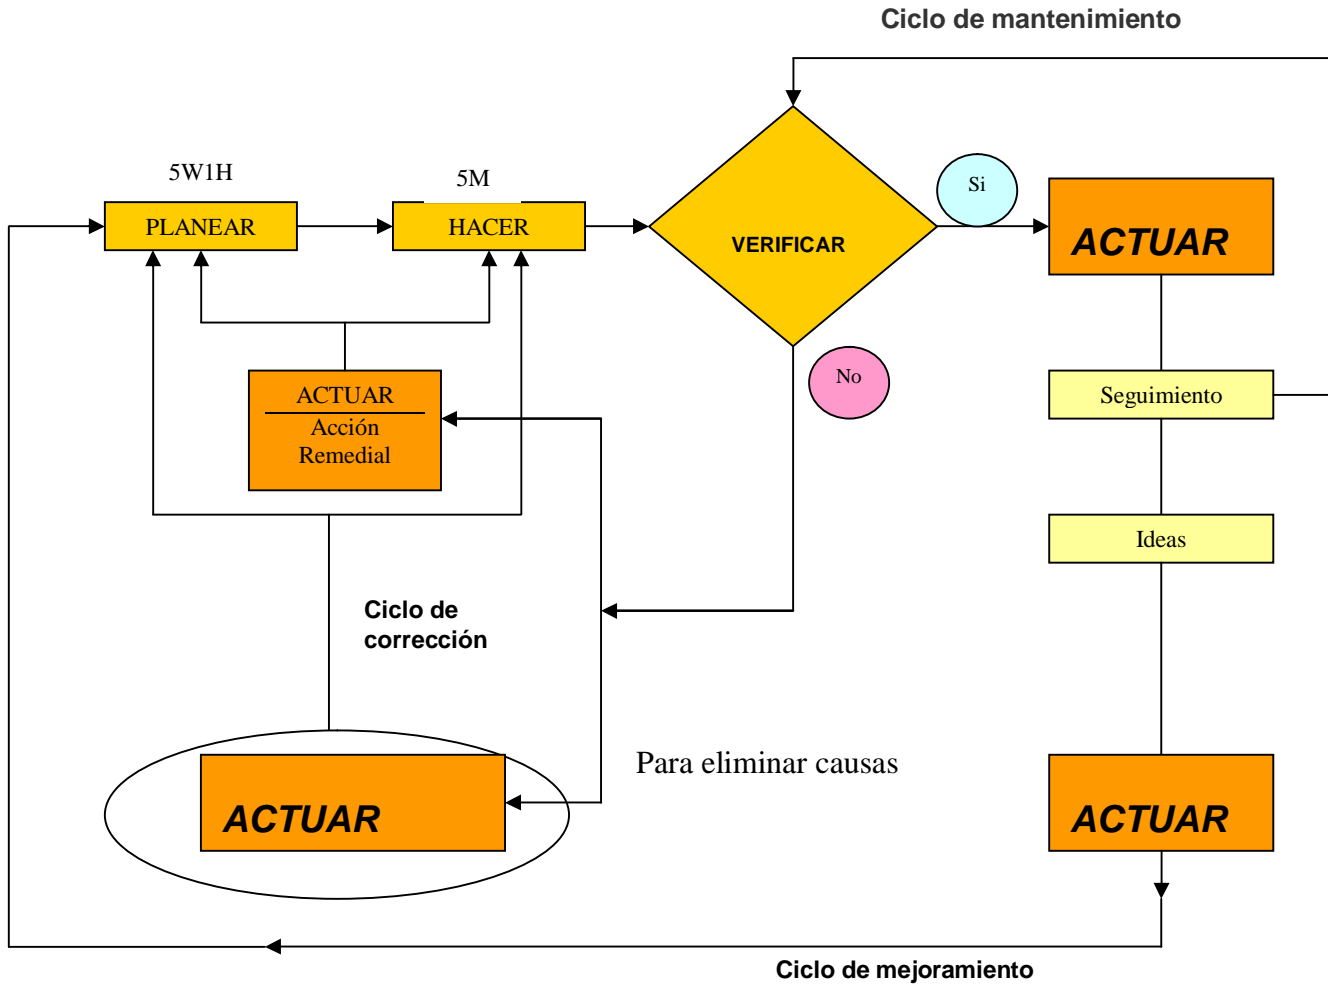 Ciclo de mantenimiento
5W1H
5M
Si
PLANEAR
HACER
VERIFICAR
ACTUAR
No
ACTUAR
Acción
Remedial
Seguimiento
Ideas
Ciclo de
corrección
Para eliminar causas
ACTUAR
ACTUAR
Ciclo de mejoramiento